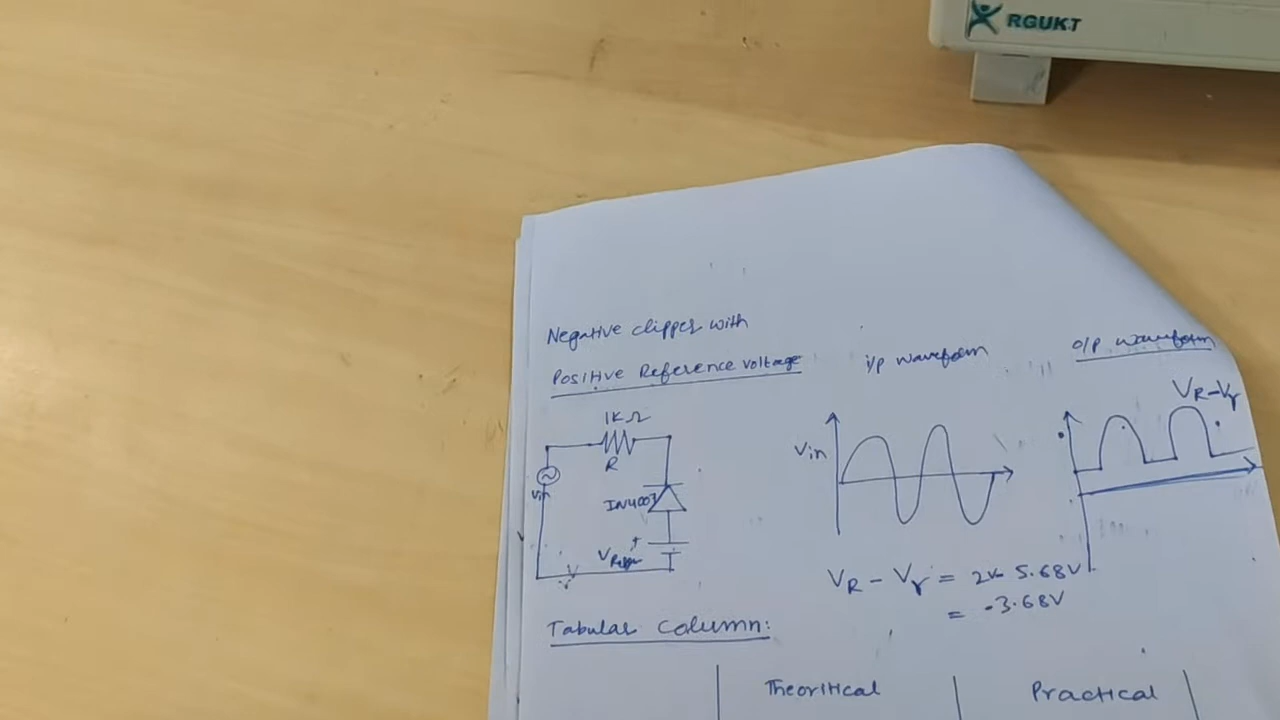 RGUKT
Negative clipper with
Positive Reference voltage
i/p waveform
o/p waveform
1KΩ
R
Vin
IN4007
+
Vin
VR-Vγ
VR - Vγ = 2V- 5.68V
= -3.68V
Tabular Column:
Theoritical
Practical